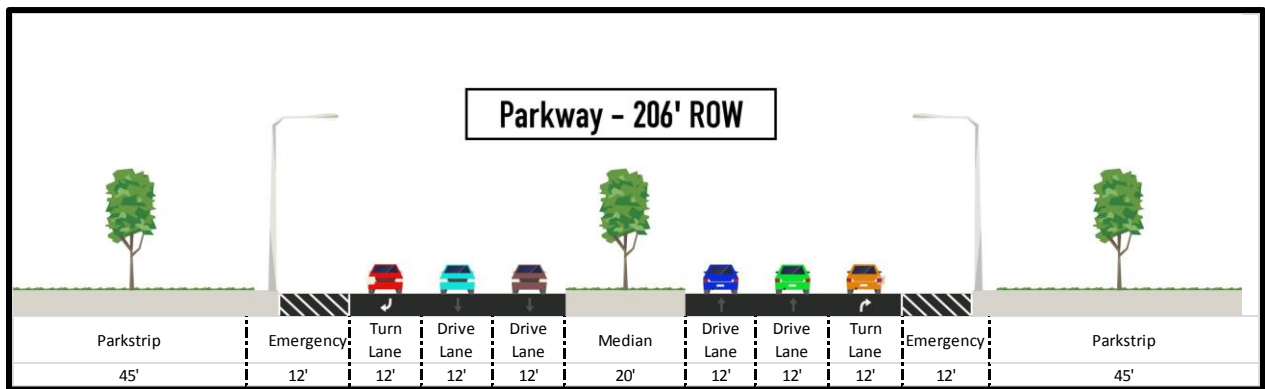 Parkway - 206' ROW
Parkstrip Emergency Turn Lane Drive Lane Drive Lane Median Drive Lane Drive Lane Turn Lane Emergency Parkstrip
45' 12' 12' 12' 12' 20' 12' 12' 12' 12' 45'